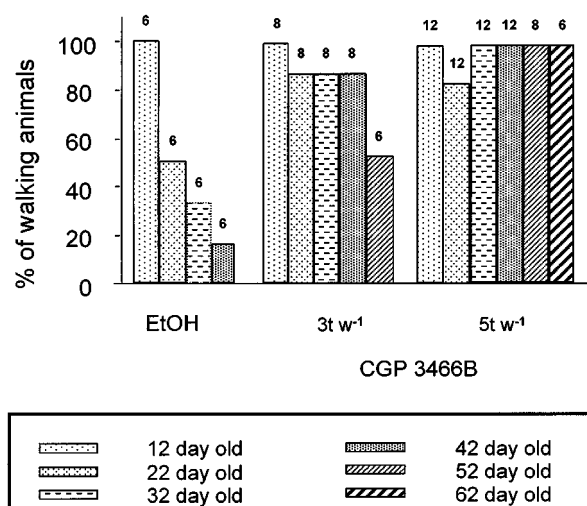 % of walking animals
100
80
60
40
20
0
6
6
6
6
8
8 8 8
6
12
12
12 12 8 6
EtOH
3t w⁻¹
5t w⁻¹
CGP 3466B
12 day old
22 day old
32 day old
42 day old
52 day old
62 day old